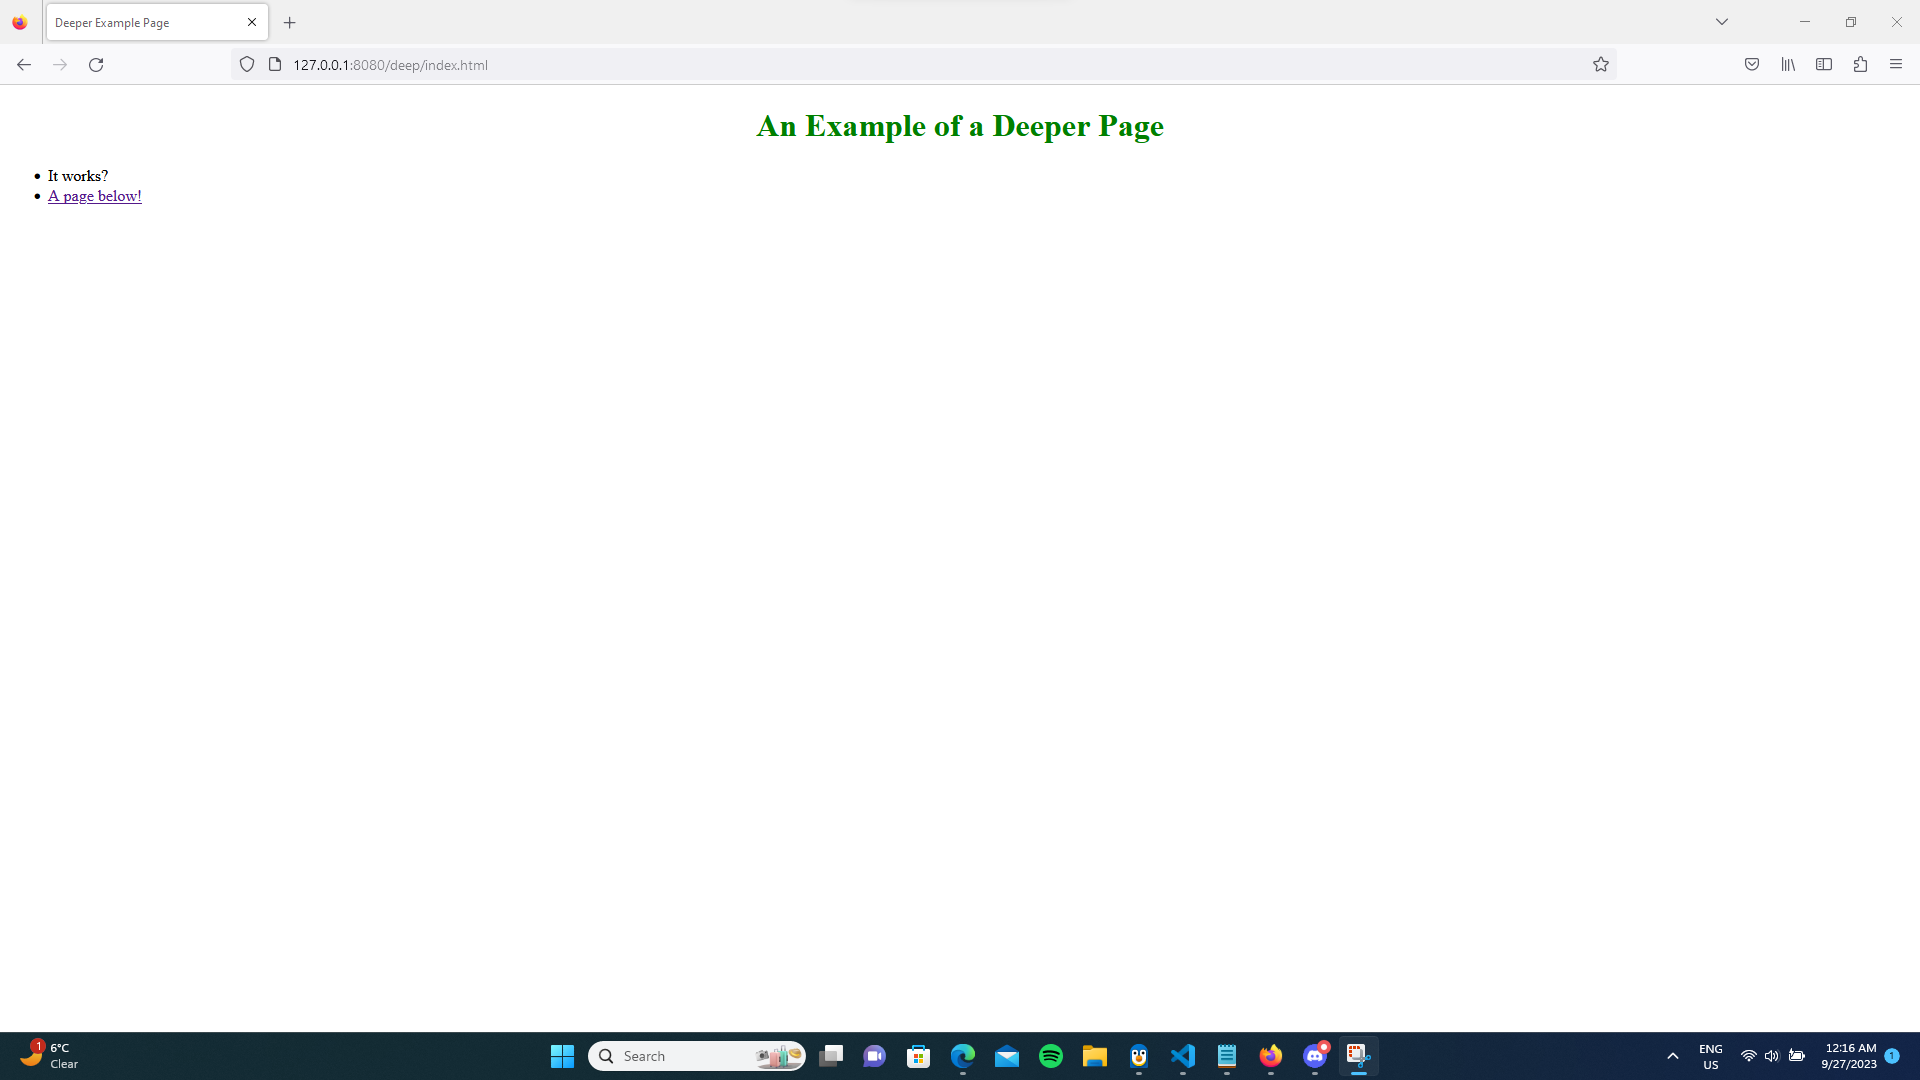 Deeper Example Page
127.0.0.1:8080/deep/index.html
An Example of a Deeper Page
It works?
A page below!
1
6°C
Clear
Search
ENG
US
12:16 AM
9/27/2023
1